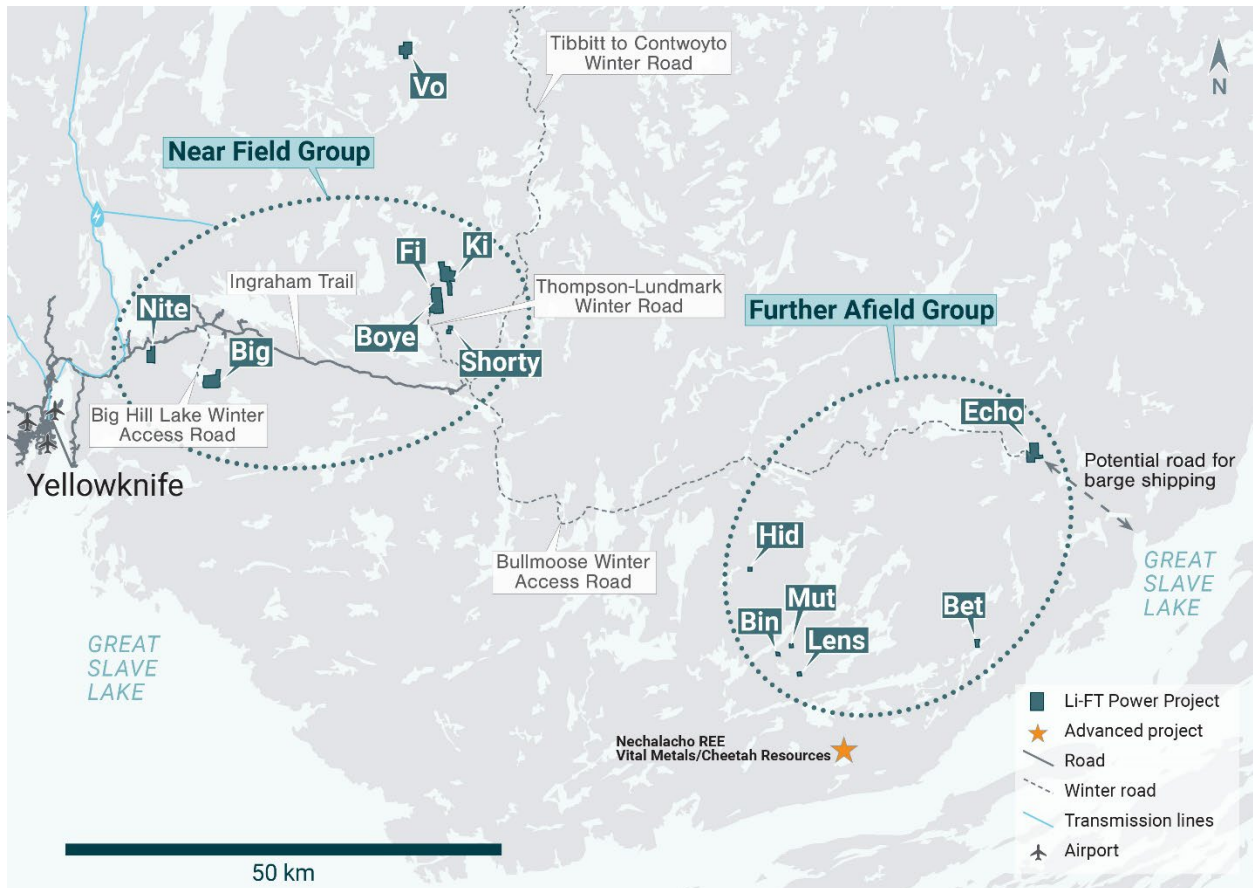 Tibbitt to Contwoyto
Winter Road
N
Vo
Near Field Group
Fi
Ki
Ingraham Trail
Thompson-Lundmark
Winter Road
Nite
Boye
Further Afield Group
Big
Shorty
Big Hill Lake Winter
Access Road
Echo
Yellowknife
Potential road for
barge shipping
Hid
Bullmoose Winter
Access Road
GREAT
SLAVE
LAKE
Mut
Bet
Bin
Lens
GREAT
SLAVE
LAKE
Li-FT Power Project
Advanced project
Nechalacho REE
Vital Metals/Cheetah Resources
Road
Winter road
Transmission lines
Airport
50 km